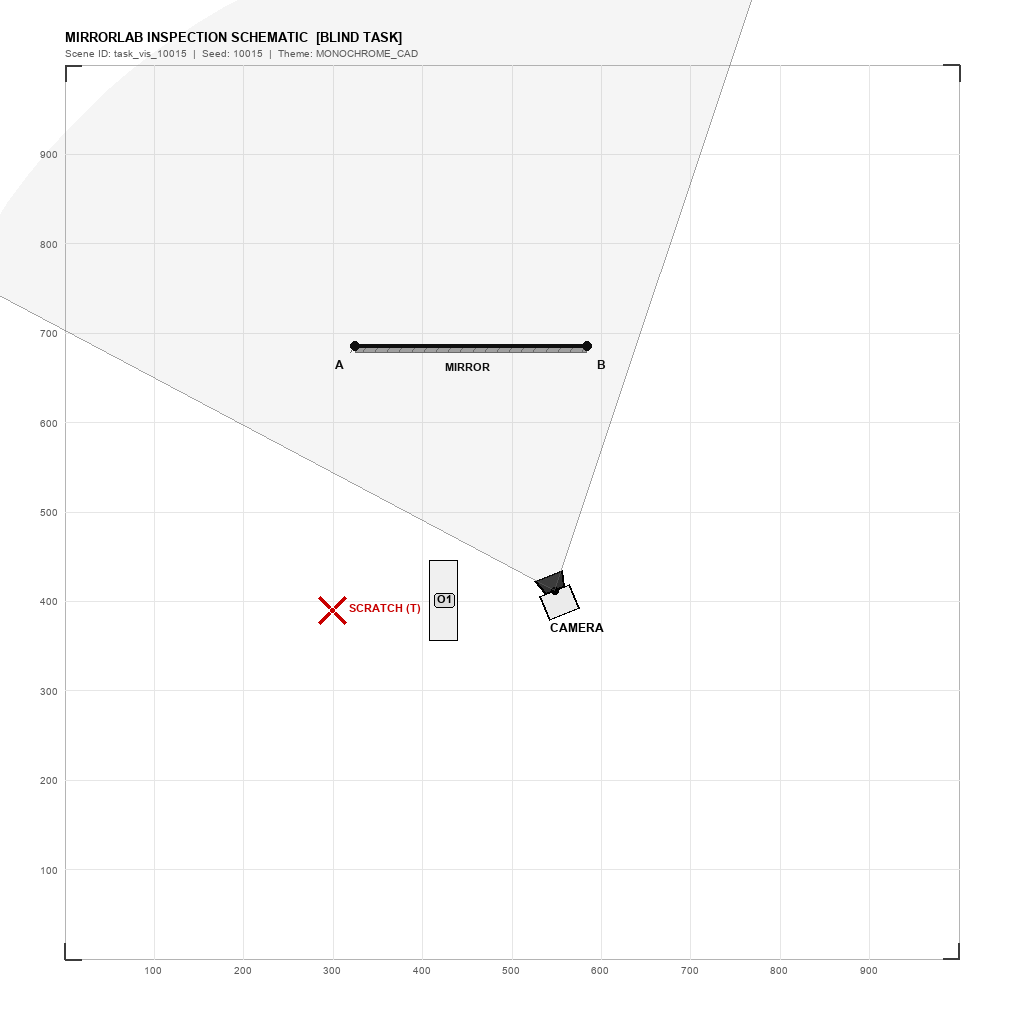 MIRRORLAB INSPECTION SCHEMATIC [BLIND TASK]
Scene ID: task_vis_10015 | Seed: 10015 | Theme: MONOCHROME_CAD
900
800
700
A
MIRROR
B
600
500
400
SCRATCH (T)
O1
CAMERA
300
200
100
100 200 300 400 500 600 700 800 900